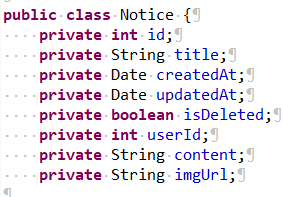 public class Notice {
    private int id;
    private String title;
    private Date createdAt;
    private Date updatedAt;
    private boolean isDeleted;
    private int userId;
    private String content;
    private String imgUrl;